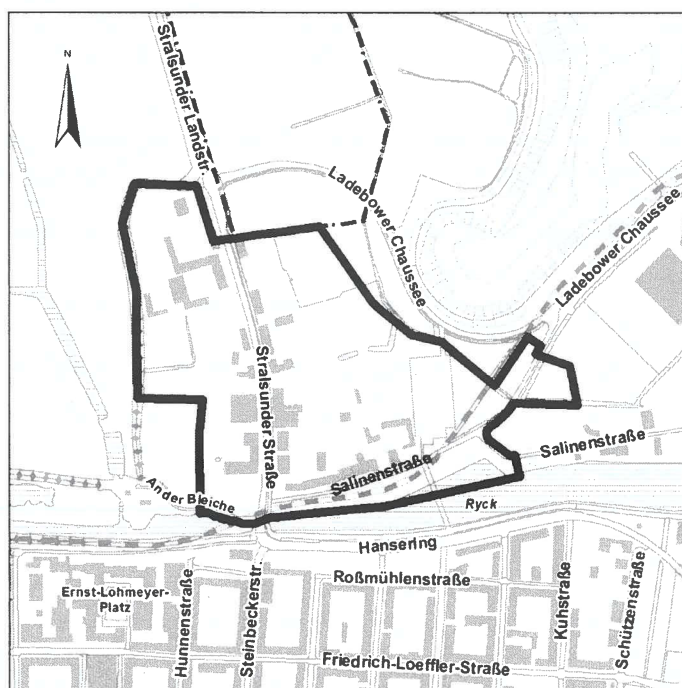 N
Stralsunder Landstr.
Ladebower Chaussee
Ladebower Chaussee
Stralsunder Straße
Salinenstraße
Salinenstraße
An der Bleiche
Ryck
Hansering
Roßmühlenstraße
Ernst-Lohmeyer-
Platz
Hunnenstraße
Steinbeckerstr.
Kuhstraße
Schützenstraße
Friedrich-Loeffler-Straße